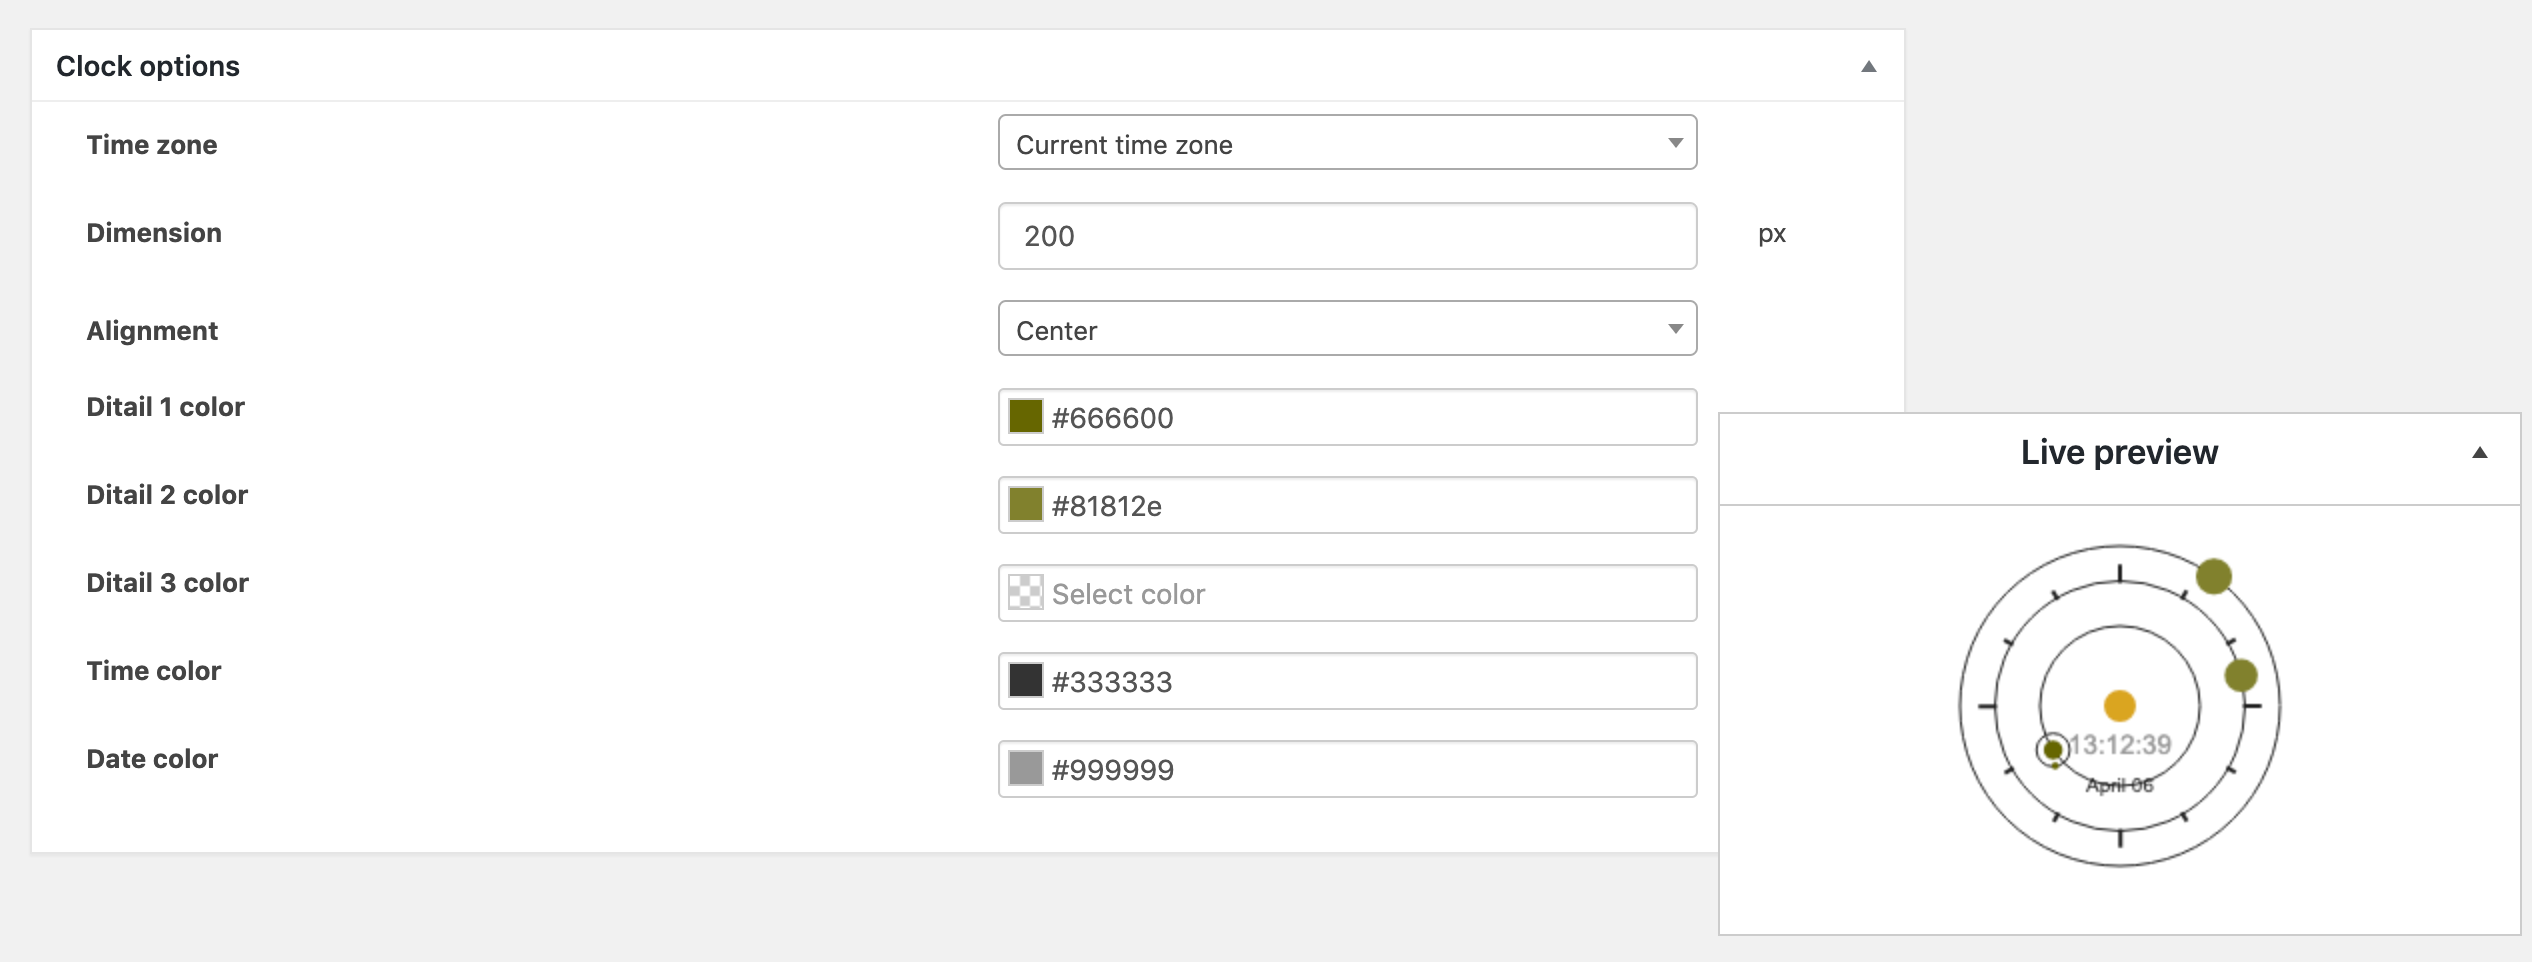 Clock options
Time zone
Current time zone
Dimension
200
px
Alignment
Center
Ditail 1 color
#666600
Ditail 2 color
#81812e
Ditail 3 color
Select color
Time color
#333333
Date color
#999999
Live preview
13:12:39
April 06